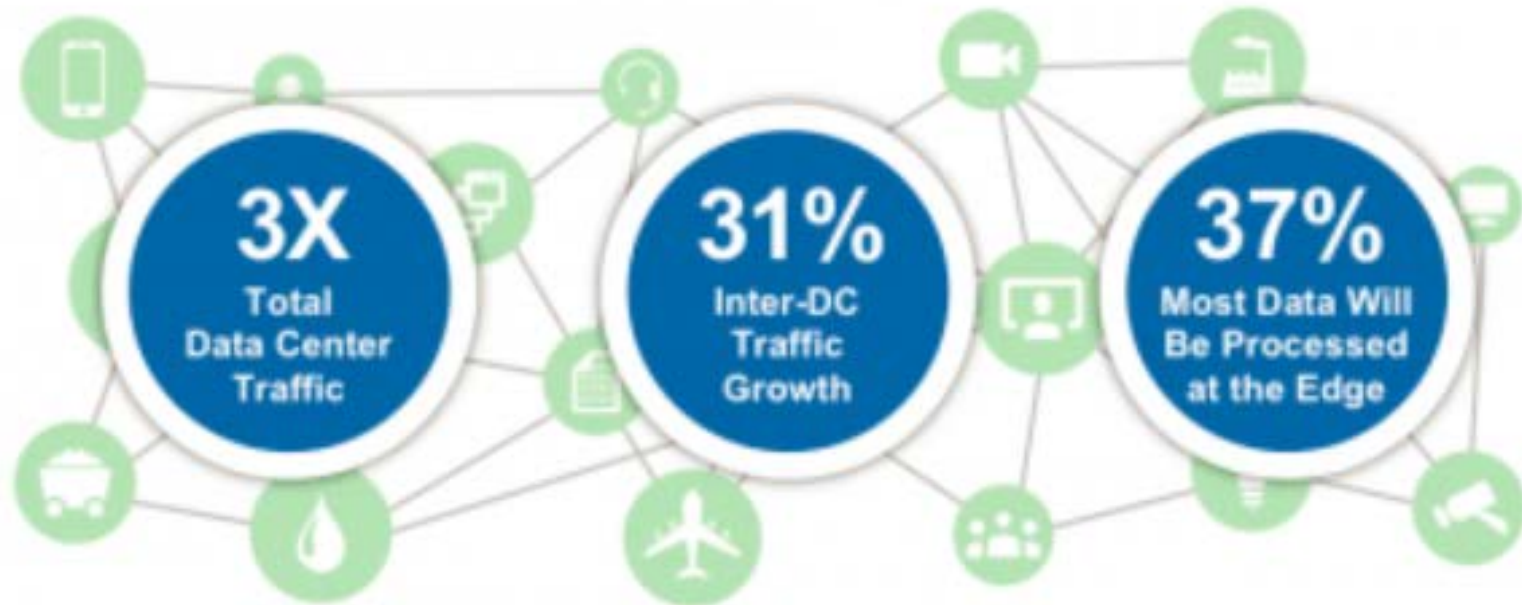 3X
Total
Data Center
Traffic
31%
Inter-DC
Traffic
Growth
37%
Most Data Will
Be Processed
at the Edge